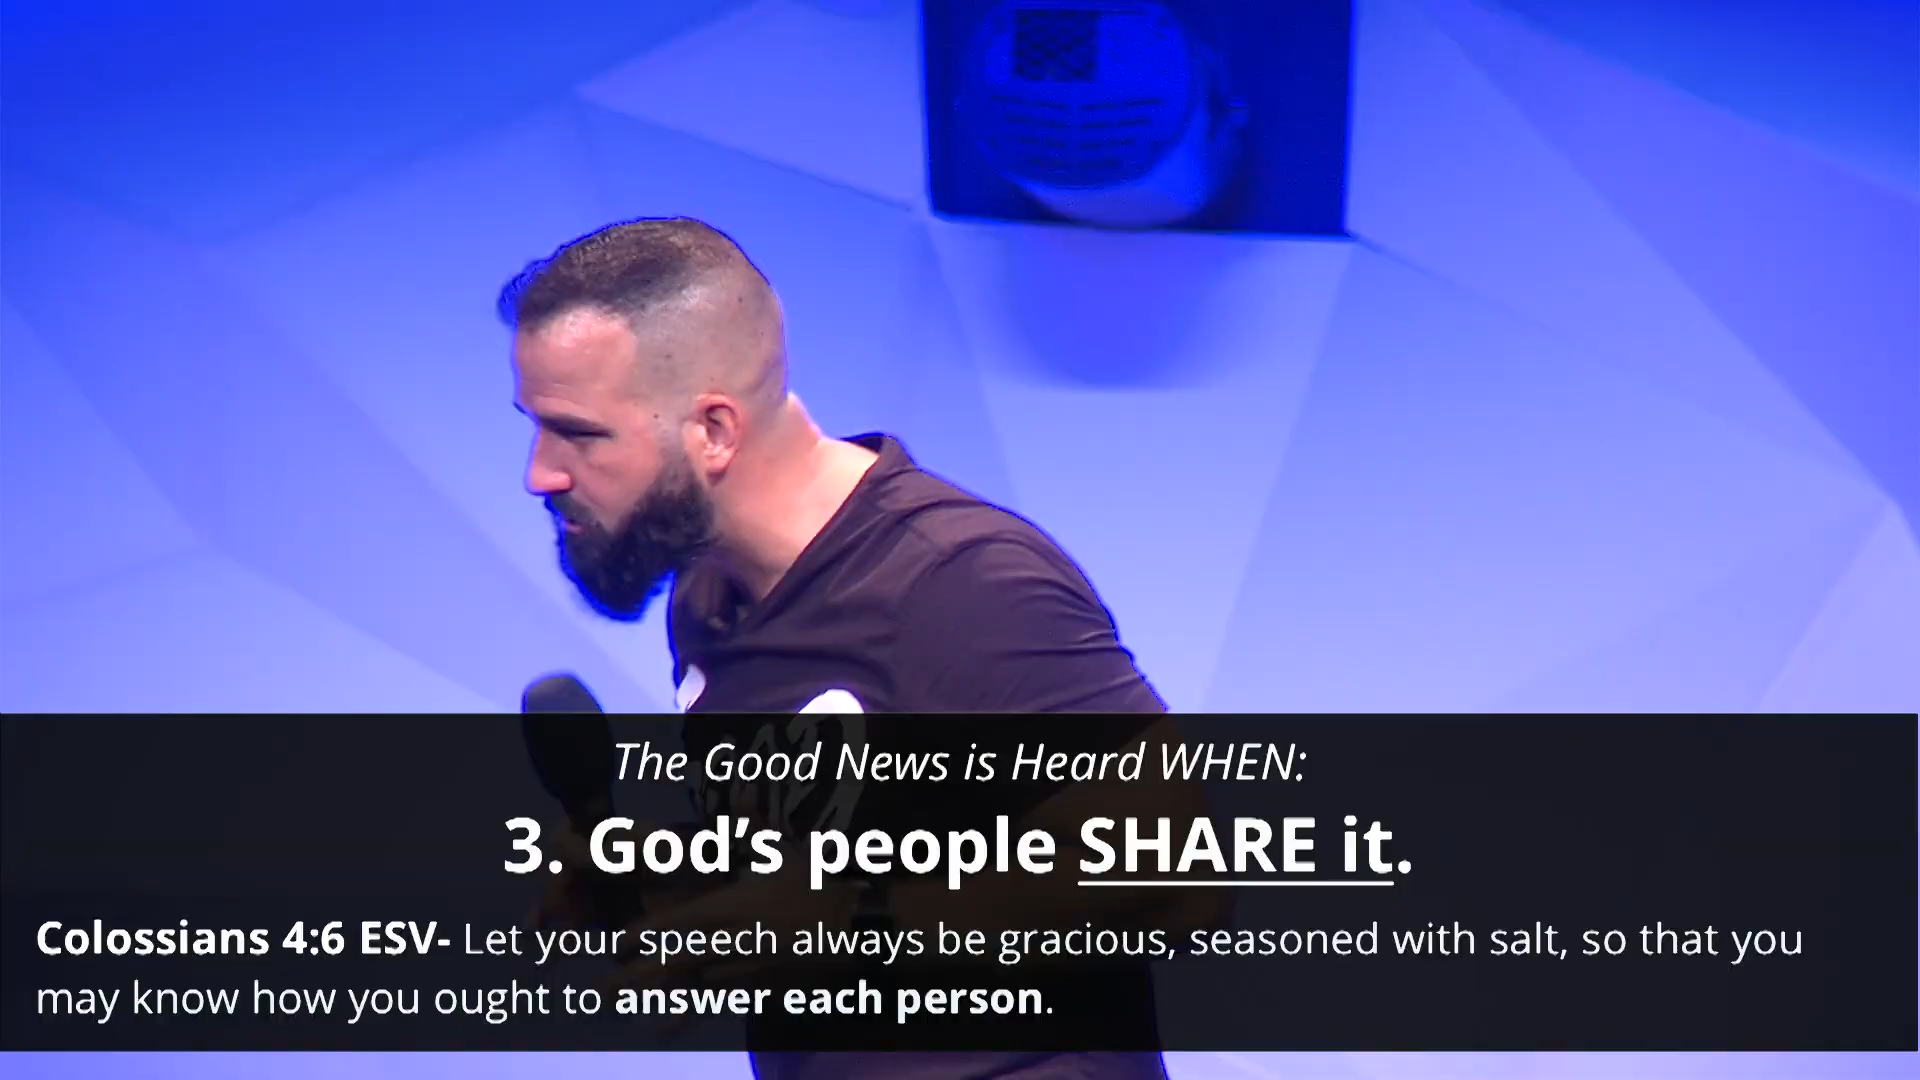 The Good News is Heard WHEN:
3. God’s people SHARE it.
Colossians 4:6 ESV- Let your speech always be gracious, seasoned with salt, so that you
may know how you ought to answer each person.